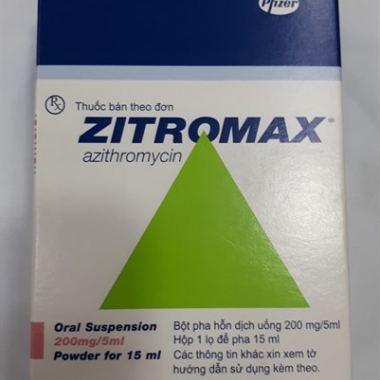 Pfizer
Rx Thuốc bán theo đơn
ZITROMAX®
azithromycin
Oral Suspension
200mg/5ml
Powder for 15 ml
Bột pha hỗn dịch uống 200 mg/5ml
Hộp 1 lọ để pha 15 ml
Các thông tin khác xin xem tờ
hướng dẫn sử dụng kèm theo.